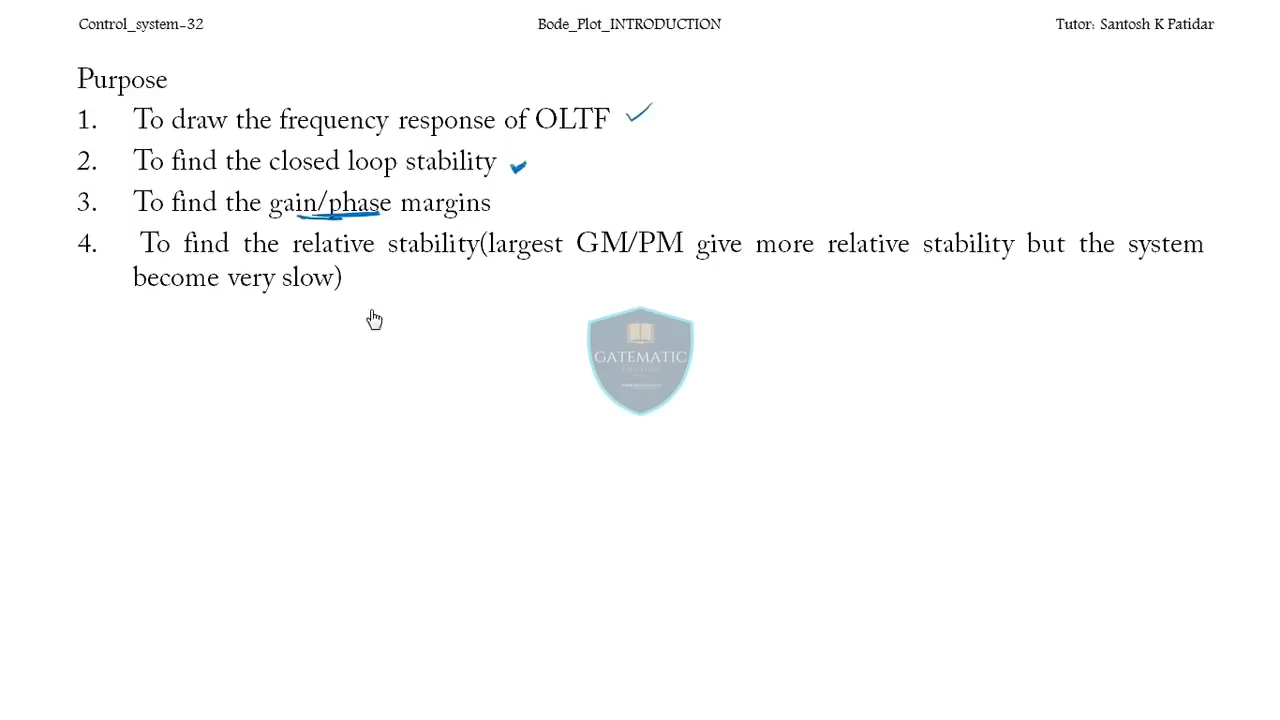 Control_system-32 Bode_Plot_INTRODUCTION Tutor: Santosh K Patidar
Purpose
1. To draw the frequency response of OLTF
2. To find the closed loop stability
3. To find the gain/phase margins
4. To find the relative stability(largest GM/PM give more relative stability but the system
become very slow)
GATEMATIC